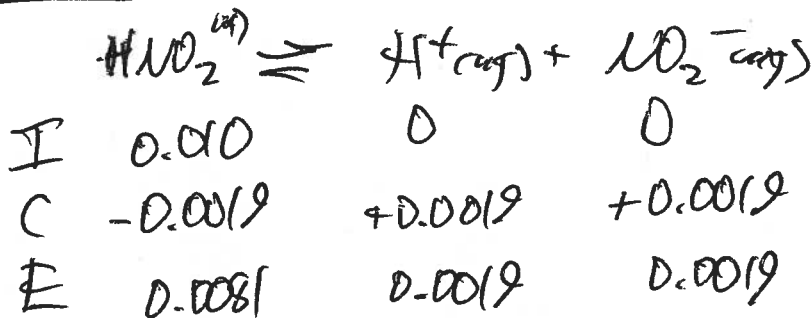 HNO₂(aq) ⇌ H⁺(aq) + NO₂⁻(aq)
I 0.010 0 0
C -0.0019 +0.0019 +0.0019
E 0.0081 0.0019 0.0019